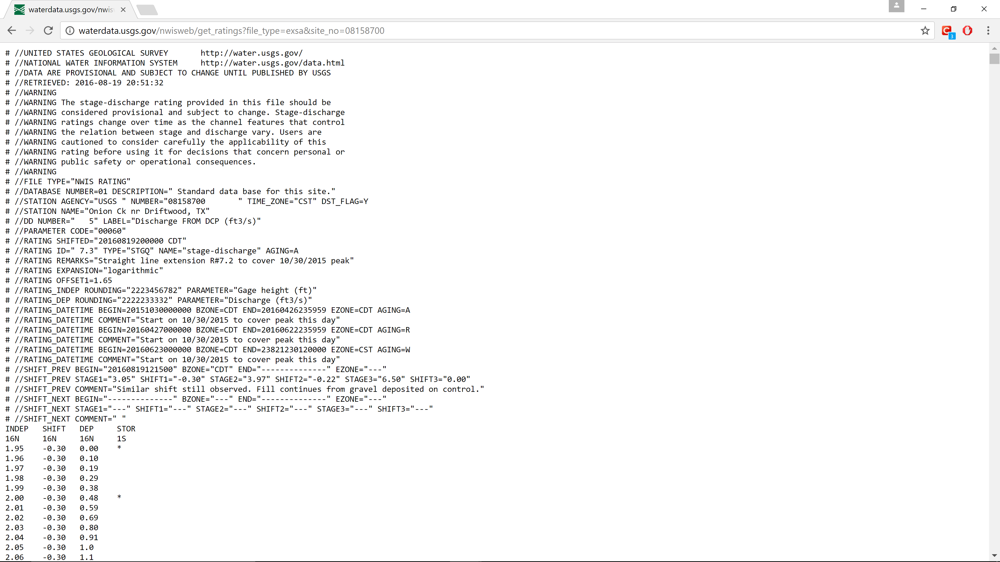 waterdata.usgs.gov/nwis
waterdata.usgs.gov/nwisweb/get_ratings?file_type=exsa&site_no=08158700
3
# //UNITED STATES GEOLOGICAL SURVEY       http://water.usgs.gov/
# //NATIONAL WATER INFORMATION SYSTEM     http://water.usgs.gov/data.html
# //DATA ARE PROVISIONAL AND SUBJECT TO CHANGE UNTIL PUBLISHED BY USGS
# //RETRIEVED: 2016-08-19 20:51:32
# //WARNING
# //WARNING The stage-discharge rating provided in this file should be
# //WARNING considered provisional and subject to change. Stage-discharge
# //WARNING ratings change over time as the channel features that control
# //WARNING the relation between stage and discharge vary. Users are
# //WARNING cautioned to consider carefully the applicability of this
# //WARNING rating before using it for decisions that concern personal or
# //WARNING public safety or operational consequences.
# //WARNING
# //FILE TYPE="NWIS RATING"
# //DATABASE NUMBER=01 DESCRIPTION=" Standard data base for this site."
# //STATION AGENCY="USGS " NUMBER="08158700       " TIME_ZONE="CST" DST_FLAG=Y
# //STATION NAME="Onion Ck nr Driftwood, TX"
# //DD NUMBER="   5" LABEL="Discharge FROM DCP (ft3/s)"
# //PARAMETER CODE="00060"
# //RATING SHIFTED="20160819200000 CDT"
# //RATING ID=" 7.3" TYPE="STGQ" NAME="stage-discharge" AGING=A
# //RATING REMARKS="Straight line extension R#7.2 to cover 10/30/2015 peak"
# //RATING EXPANSION="logarithmic"
# //RATING OFFSET1=1.65
# //RATING_INDEP ROUNDING="2223456782" PARAMETER="Gage height (ft)"
# //RATING_DEP ROUNDING="2222233332" PARAMETER="Discharge (ft3/s)"
# //RATING_DATETIME BEGIN=20151030000000 BZONE=CDT END=20160426235959 EZONE=CDT AGING=A
# //RATING_DATETIME COMMENT="Start on 10/30/2015 to cover peak this day"
# //RATING_DATETIME BEGIN=20160427000000 BZONE=CDT END=20160622235959 EZONE=CDT AGING=R
# //RATING_DATETIME COMMENT="Start on 10/30/2015 to cover peak this day"
# //RATING_DATETIME BEGIN=20160623000000 BZONE=CDT END=23821230120000 EZONE=CST AGING=W
# //RATING_DATETIME COMMENT="Start on 10/30/2015 to cover peak this day"
# //SHIFT_PREV BEGIN="20160819121500" BZONE="CDT" END="--------------" EZONE="---"
# //SHIFT_PREV STAGE1="3.05" SHIFT1="-0.30" STAGE2="3.97" SHIFT2="-0.22" STAGE3="6.50" SHIFT3="0.00"
# //SHIFT_PREV COMMENT="Similar shift still observed. Fill continues from gravel deposited on control."
# //SHIFT_NEXT BEGIN="--------------" BZONE="---" END="--------------" EZONE="---"
# //SHIFT_NEXT STAGE1="---" SHIFT1="---" STAGE2="---" SHIFT2="---" STAGE3="---" SHIFT3="---"
# //SHIFT_NEXT COMMENT=" "
INDEP   SHIFT   DEP     STOR
16N     16N     16N     1S
1.95    -0.30   0.00    *
1.96    -0.30   0.10
1.97    -0.30   0.19
1.98    -0.30   0.29
1.99    -0.30   0.38
2.00    -0.30   0.48    *
2.01    -0.30   0.59
2.02    -0.30   0.69
2.03    -0.30   0.80
2.04    -0.30   0.91
2.05    -0.30   1.0
2.06    -0.30   1.1